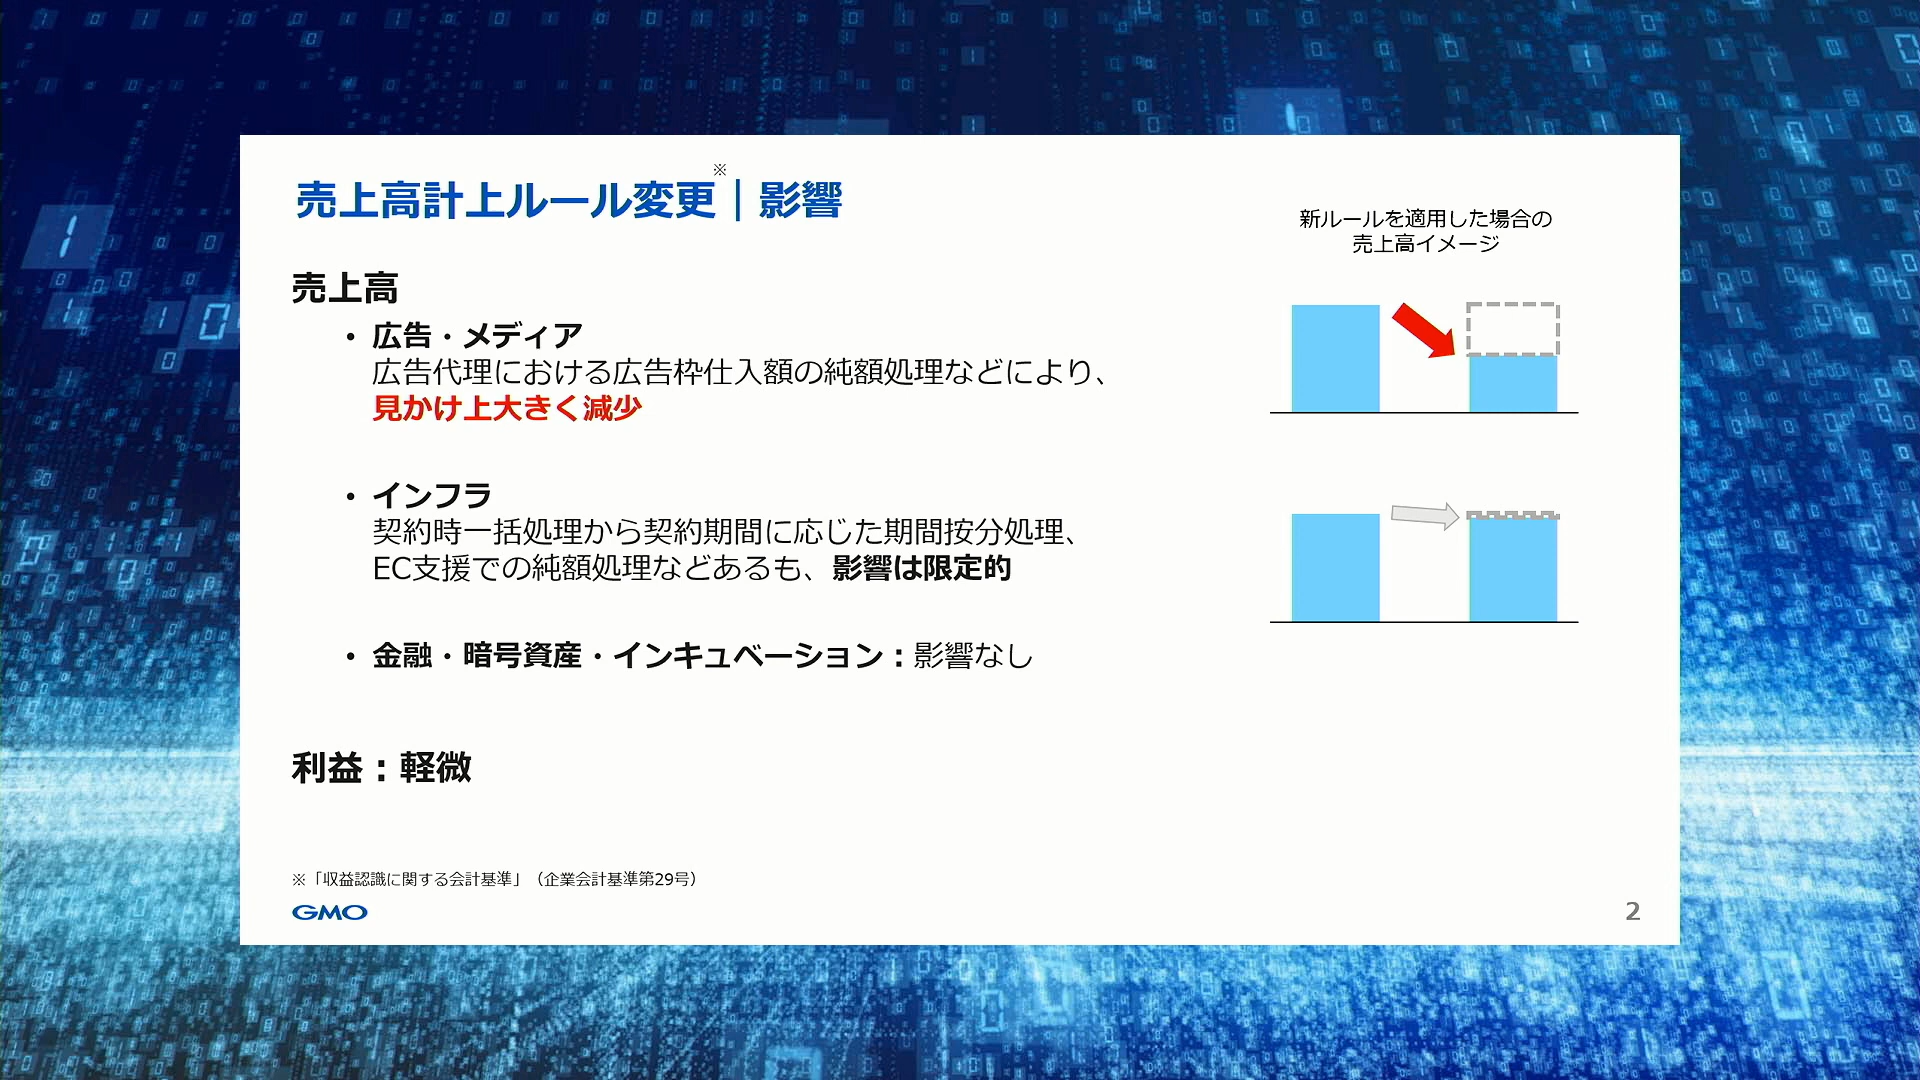 売上高計上ルール変更※｜影響
新ルールを適用した場合の
売上高イメージ
売上高
・広告・メディア
広告代理における広告枠仕入額の純額処理などにより、
見かけ上大きく減少
・インフラ
契約時一括処理から契約期間に応じた期間按分処理、
EC支援での純額処理などあるも、影響は限定的
・金融・暗号資産・インキュベーション：影響なし
利益：軽微
※「収益認識に関する会計基準」（企業会計基準第29号）
GMO
2